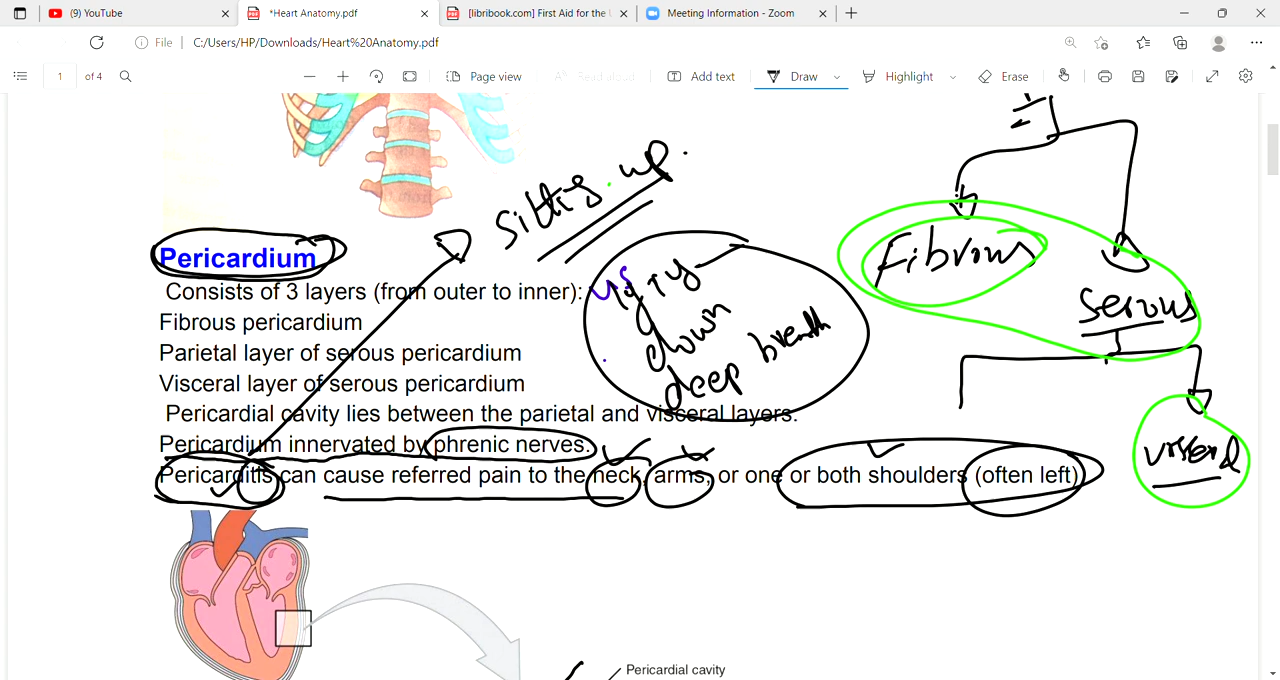 (9) YouTube
*Heart Anatomy.pdf
[libribook.com] First Aid for the
Meeting Information - Zoom
File C:/Users/HP/Downloads/Heart%20Anatomy.pdf
1 of 4
Page view
Read aloud
Add text
Draw
Highlight
Erase
sitting up.
Fibrous
serous
Pericardium
Consists of 3 layers (from outer to inner):
Fibrous pericardium
Parietal layer of serous pericardium
Visceral layer of serous pericardium
Pericardial cavity lies between the parietal and visceral layers.
Pericardium innervated by phrenic nerves.
Pericarditis can cause referred pain to the neck, arms, or one or both shoulders (often left).
down
deep breath
Pericardial cavity